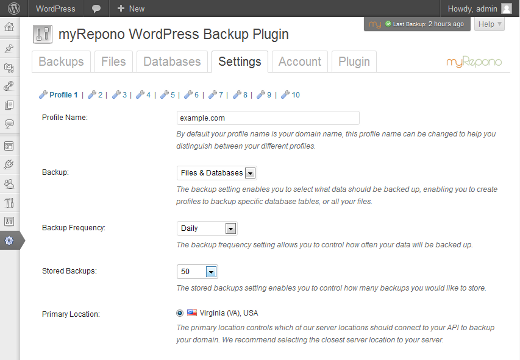 WordPress + New Howdy, admin
myRepono WordPress Backup Plugin
my Last Backup: 2 hours ago Help
Backups Files Databases Settings Account Plugin
myRepono
Profile 1 | 2 | 3 | 4 | 5 | 6 | 7 | 8 | 9 | 10
Profile Name: example.com
By default your profile name is your domain name, this profile name can be changed to help you
distinguish between your different profiles.
Backup: Files & Databases
The backup setting enables you to select what data should be backed up, enabling you to create
profiles to backup specific database tables, or all your files.
Backup Frequency: Daily
The backup frequency setting allows you to control how often your data will be backed up.
Stored Backups: 50
The stored backups setting enables you to control how many backups you would like to store.
Primary Location: Virginia (VA), USA
The primary location controls which of our server locations should connect to your API to backup
your domain. We recommend selecting the closest server location to your server.